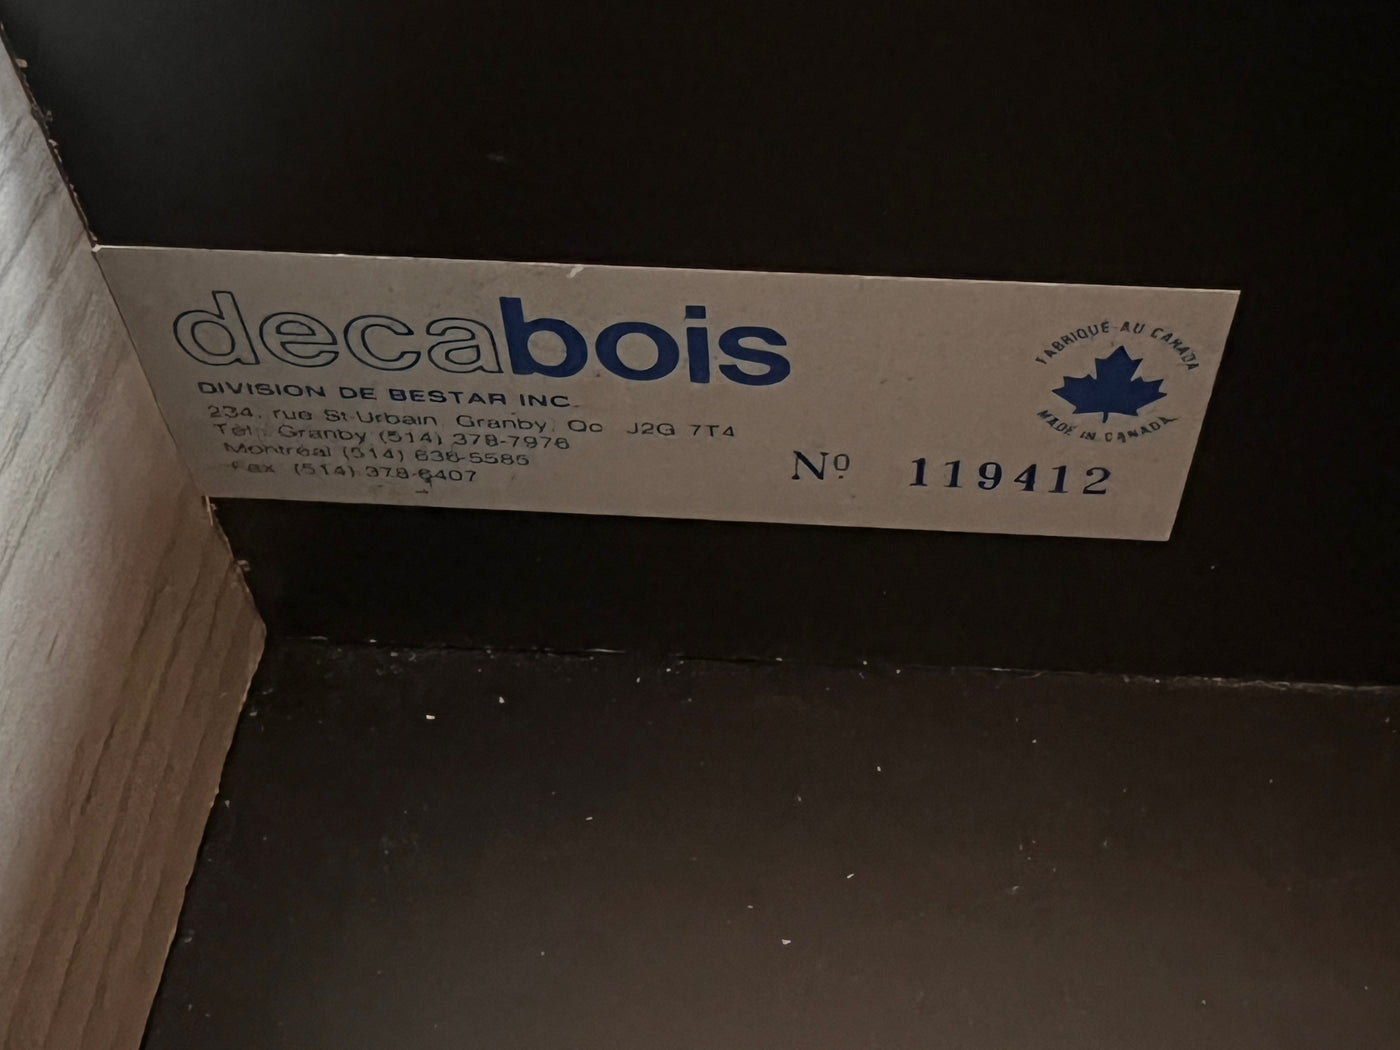 decabois
DIVISION DE BESTAR INC.
234, rue St-Urbain, Granby, Qc J2G 7T4
Tél.: Granby (514) 378-7976
Montréal (514) 636-5585
Fax (514) 378-6407
Nº 119412
FABRIQUÉ AU CANADA
MADE IN CANADA